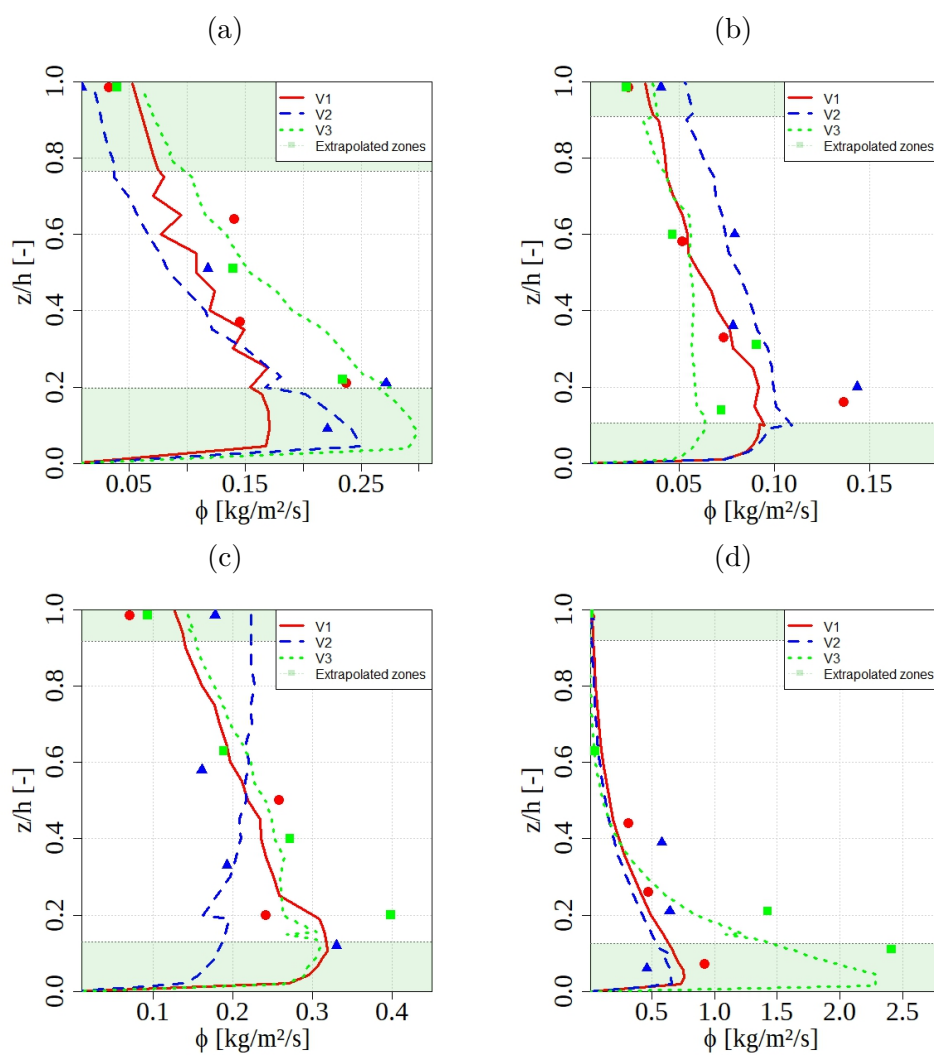 (a)
1.0
0.8
0.6
0.4
0.2
0.0
z/h [-]
V1
V2
V3
Extrapolated zones
0.05 0.15 0.25
ϕ [kg/m²/s]
(b)
1.0
0.8
0.6
0.4
0.2
0.0
z/h [-]
V1
V2
V3
Extrapolated zones
0.05 0.10 0.15
ϕ [kg/m²/s]
(c)
1.0
0.8
0.6
0.4
0.2
0.0
z/h [-]
V1
V2
V3
Extrapolated zones
0.1 0.2 0.3 0.4
ϕ [kg/m²/s]
(d)
1.0
0.8
0.6
0.4
0.2
0.0
z/h [-]
V1
V2
V3
Extrapolated zones
0.5 1.0 1.5 2.0 2.5
ϕ [kg/m²/s]